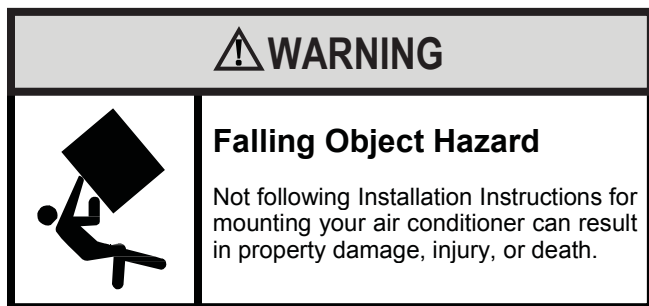 WARNING
Falling Object Hazard
Not following Installation Instructions for
mounting your air conditioner can result
in property damage, injury, or death.